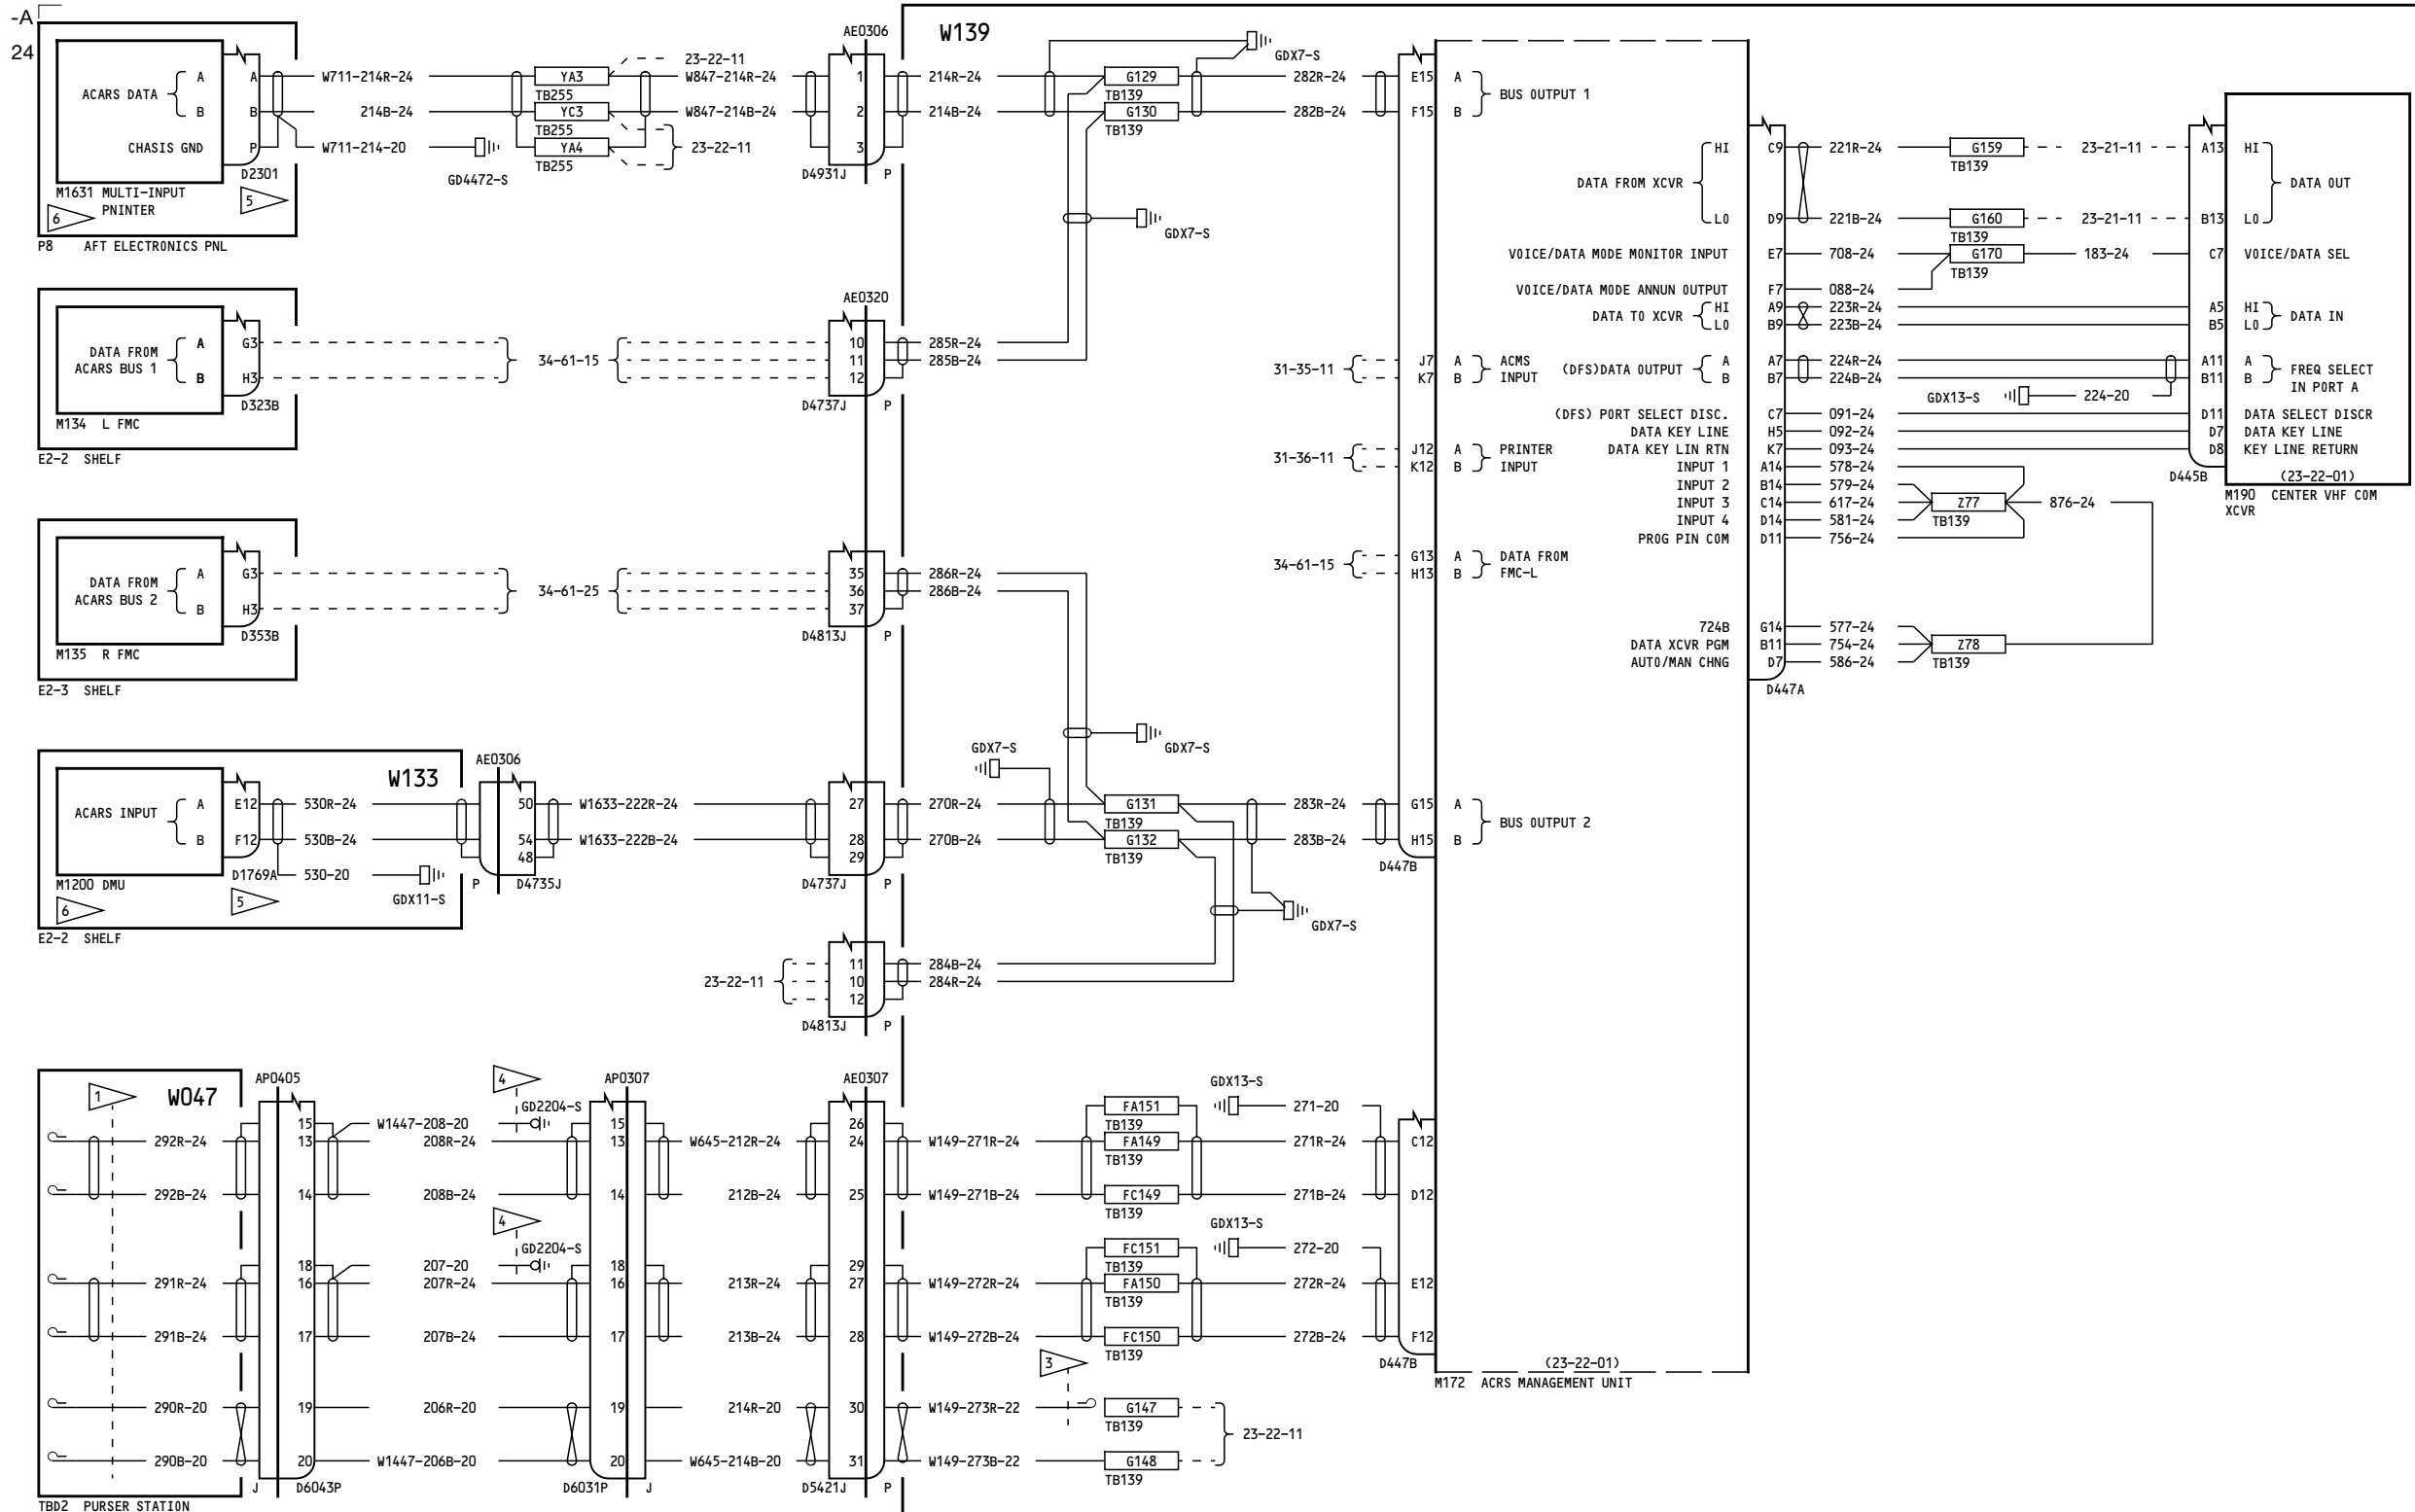 -A
24
ACARS DATA
A
B
CHASIS GND
A
B
P
D2301
M1631 MULTI-INPUT
PNINTER
6
5
P8 AFT ELECTRONICS PNL
W711-214R-24
214B-24
W711-214-20
GD4472-S
YA3
TB255
YC3
TB255
YA4
TB255
23-22-11
23-22-11
W847-214R-24
W847-214B-24
AE0306
1
2
3
D4931J P
W139
214R-24
214B-24
GDX7-S
G129
TB139
G130
TB139
GDX7-S
282R-24
282B-24
E15 A
F15 B
BUS OUTPUT 1
DATA FROM
ACARS BUS 1
A
B
G3
H3
D323B
M134 L FMC
E2-2 SHELF
34-61-15
AE0320
10
11
12
D4737J P
285R-24
285B-24
DATA FROM
ACARS BUS 2
A
B
G3
H3
D353B
M135 R FMC
E2-3 SHELF
34-61-25
35
36
37
D4813J P
286R-24
286B-24
31-35-11
J7 A
K7 B
ACMS
INPUT
31-36-11
J12 A
K12 B
PRINTER
INPUT
34-61-15
G13 A
H13 B
DATA FROM
FMC-L
DATA FROM XCVR
HI
LO
VOICE/DATA MODE MONITOR INPUT
VOICE/DATA MODE ANNUN OUTPUT
DATA TO XCVR
HI
LO
(DFS)DATA OUTPUT
A
B
(DFS) PORT SELECT DISC.
DATA KEY LINE
DATA KEY LIN RTN
INPUT 1
INPUT 2
INPUT 3
INPUT 4
PROG PIN COM
724B
DATA XCVR PGM
AUTO/MAN CHNG
C9 221R-24
D9 221B-24
E7 708-24
F7 088-24
A9 223R-24
B9 223B-24
A7 224R-24
B7 224B-24
C7 091-24
H5 092-24
K7 093-24
A14 578-24
B14 579-24
C14 617-24
D14 581-24
D11 756-24
G14 577-24
B11 754-24
D7 586-24
D447A
G159
TB139
G160
TB139
G170
TB139
23-21-11
23-21-11
183-24
GDX13-S
224-20
Z77
TB139
876-24
Z78
TB139
A13 HI
B13 LO
DATA OUT
C7 VOICE/DATA SEL
A5 HI
B5 LO
DATA IN
A11 A
B11 B
FREQ SELECT
IN PORT A
D11 DATA SELECT DISCR
D7 DATA KEY LINE
D8 KEY LINE RETURN
D445B
(23-22-01)
M190 CENTER VHF COM
XCVR
W133
ACARS INPUT
A
B
E12
F12
D1769A
M1200 DMU
6
5
E2-2 SHELF
530R-24
530B-24
530-20
GDX11-S
AE0306
50
54
48
P D4735J
W1633-222R-24
W1633-222B-24
27
28
29
D4737J P
270R-24
270B-24
GDX7-S
GDX7-S
G131
TB139
G132
TB139
283R-24
283B-24
G15 A
H15 B
BUS OUTPUT 2
D447B
GDX7-S
23-22-11
11
10
12
D4813J P
284B-24
284R-24
1
W047
292R-24
292B-24
291R-24
291B-24
290R-20
290B-20
TBD2 PURSER STATION
AP0405
15
13
14
18
16
17
19
20
J D6043P
W1447-208-20
208R-24
208B-24
207-20
207R-24
207B-24
206R-20
W1447-206B-20
4
GD2204-S
4
GD2204-S
AP0307
15
13
14
18
16
17
19
20
D6031P J
W645-212R-24
212B-24
213R-24
213B-24
214R-20
W645-214B-20
AE0307
26
24
25
29
27
28
30
31
D5421J P
W149-271R-24
W149-271B-24
W149-272R-24
W149-272B-24
W149-273R-22
W149-273B-22
3
FA151
TB139
FA149
TB139
FC149
TB139
FC151
TB139
FA150
TB139
FC150
TB139
G147
TB139
G148
TB139
23-22-11
GDX13-S
271-20
271R-24
271B-24
GDX13-S
272-20
272R-24
272B-24
C12
D12
E12
F12
D447B
(23-22-01)
M172 ACRS MANAGEMENT UNIT